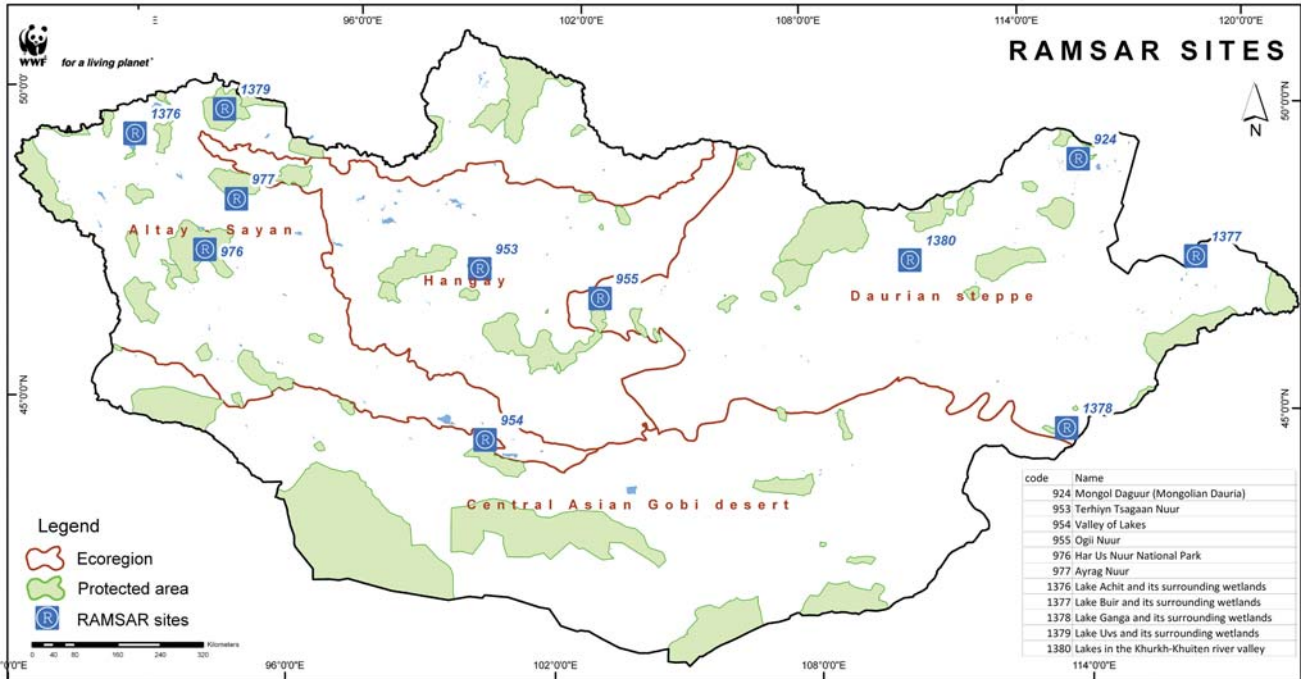 96°0'0"E 102°0'0"E 108°0'0"E 114°0'0"E 120°0'0"E
WWF for a living planet®
RAMSAR SITES
N
50°0'0"N
1379
1376
924
977
Altay - Sayan
976
953
Hangay
955
1380
1377
Daurian steppe
45°0'0"N 45°0'0"N
954
1378
Central Asian Gobi desert
Legend
Ecoregion
Protected area
R RAMSAR sites
Kilometers
0 40 80 160 240 320
code Name
924 Mongol Daguur (Mongolian Dauria)
953 Terhiyn Tsagaan Nuur
954 Valley of Lakes
955 Ogii Nuur
976 Har Us Nuur National Park
977 Ayrag Nuur
1376 Lake Achit and its surrounding wetlands
1377 Lake Buir and its surrounding wetlands
1378 Lake Ganga and its surrounding wetlands
1379 Lake Uvs and its surrounding wetlands
1380 Lakes in the Khurkh-Khuiten river valley
96°0'0"E 102°0'0"E 108°0'0"E 114°0'0"E